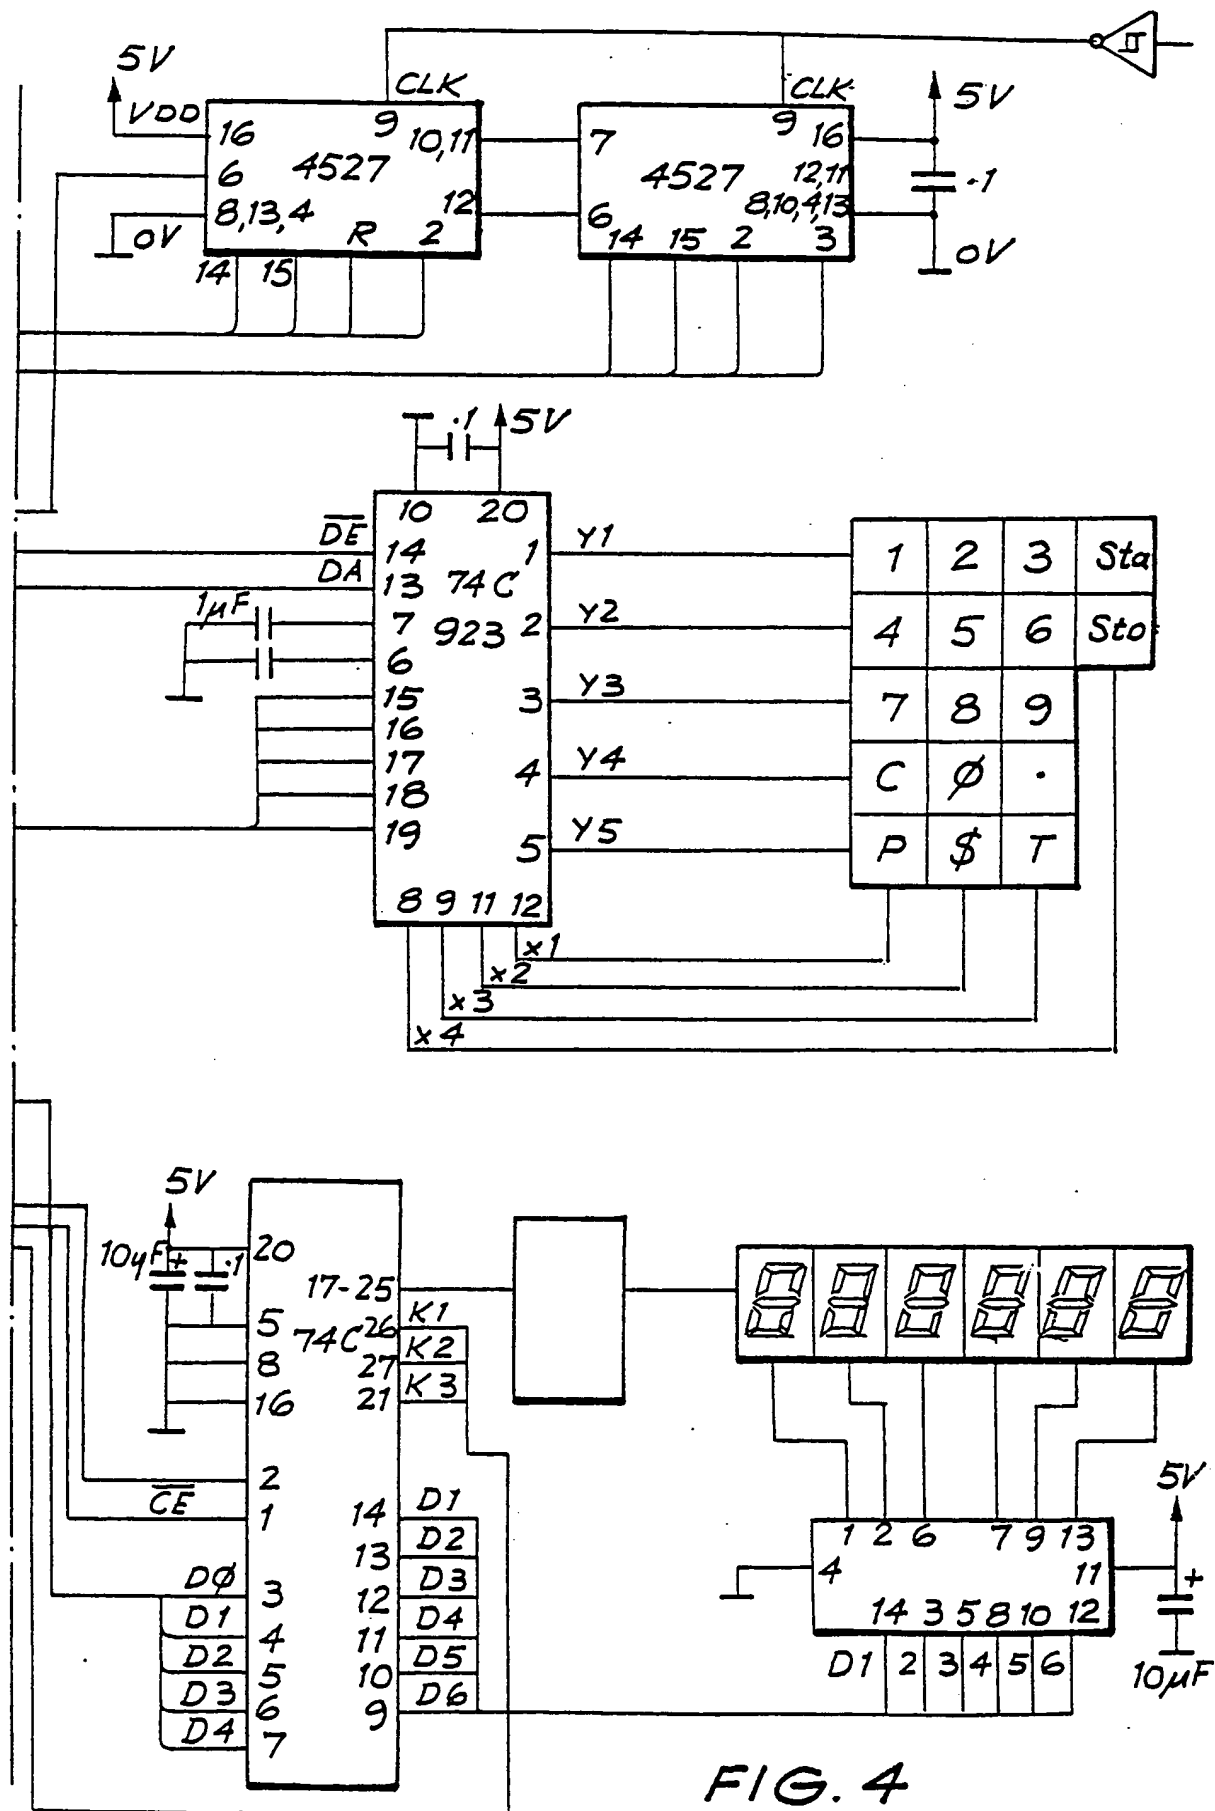 5V
VDD
CLK
CLK
5V
16
9
10,11
7
9
16
6
4527
4527
12,11
.1
8,13,4
12
6
8,10,4,13
0V
R
2
14
15
2
3
0V
14
15
.1
5V
10
20
DE
14
1
Y1
1
2
3
Sta
DA
13
74C
1µF
7
923
2
Y2
4
5
6
Sto
6
15
3
Y3
7
8
9
16
17
4
Y4
C
Ø
.
18
19
5
Y5
P
$
T
8
9
11
12
x1
x2
x3
x4
5V
10µF
+
.1
20
17-25
5
74C
26
K1
8
27
K2
16
21
K3
2
CE
1
14
D1
13
D2
DØ
3
12
D3
D1
4
11
D4
D2
5
10
D5
D3
6
9
D6
D4
7
5V
1
2
6
7
9
13
4
11
+
14
3
5
8
10
12
D1
2
3
4
5
6
10µF
FIG. 4